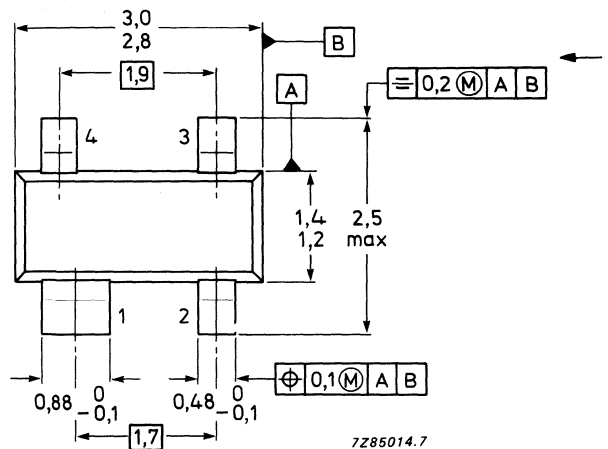 3,0
2,8
B
1,9
A
⌯ 0,2 Ⓜ A B
4
3
1,4
1,2
2,5
max
1
2
⌖ 0,1 Ⓜ A B
0,88 0 -0,1
0,48 0 -0,1
1,7
7Z85014.7